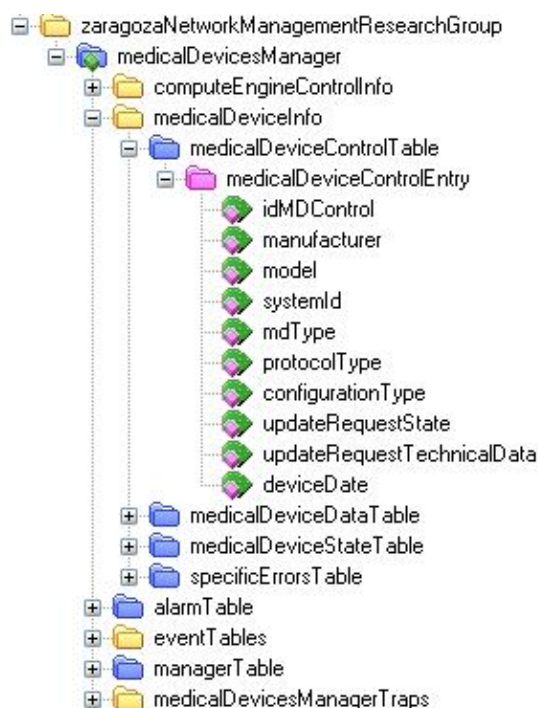 zaragozaNetworkManagementResearchGroup
medicalDevicesManager
computeEngineControlInfo
medicalDeviceInfo
medicalDeviceControlTable
medicalDeviceControlEntry
idMDControl
manufacturer
model
systemId
mdType
protocolType
configurationType
updateRequestState
updateRequestTechnicalData
deviceDate
medicalDeviceDataTable
medicalDeviceStateTable
specificErrorsTable
alarmTable
eventTables
managerTable
medicalDevicesManagerTraps